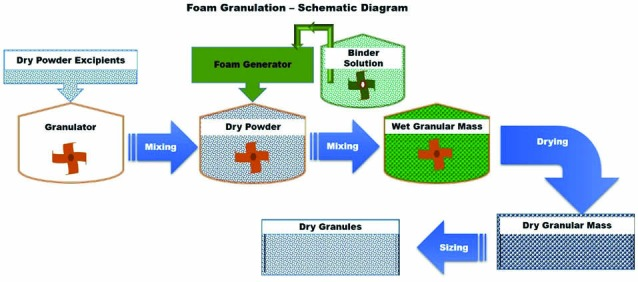 Foam Granulation – Schematic Diagram
Dry Powder Excipients
Foam Generator
Binder
Solution
Granulator
Mixing
Dry Powder
Mixing
Wet Granular Mass
Drying
Dry Granules
Sizing
Dry Granular Mass